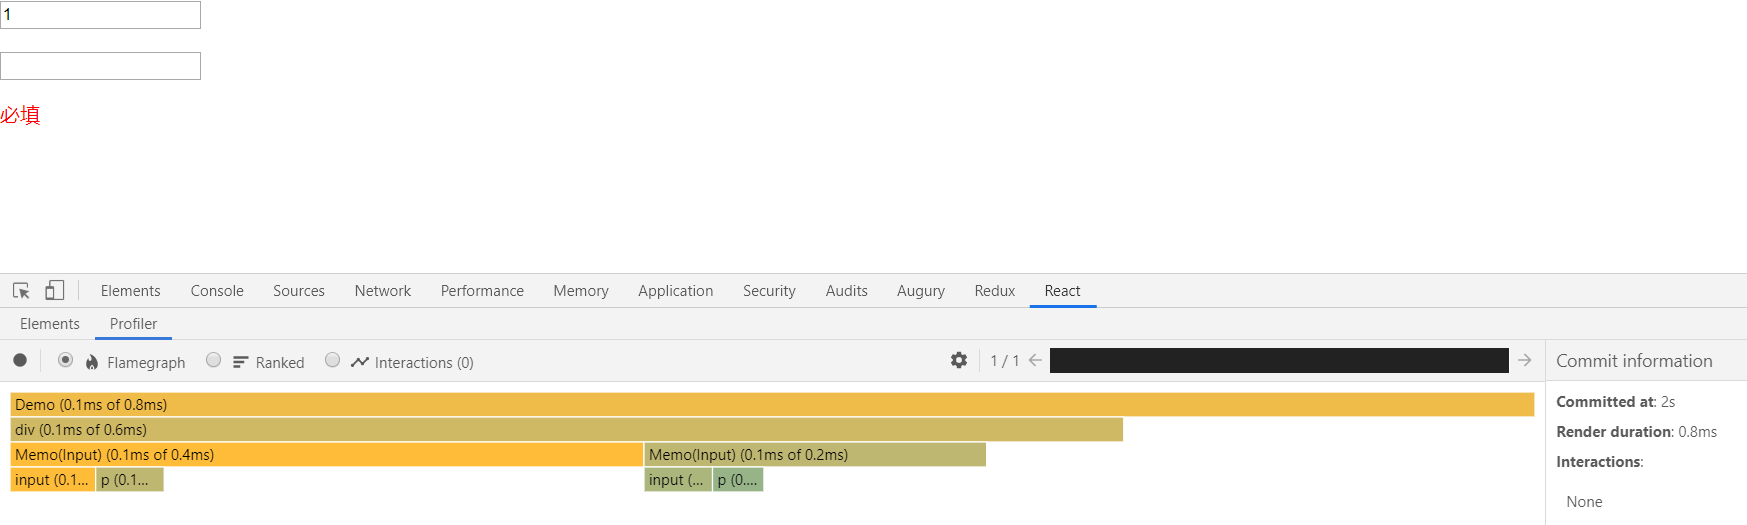 1
必填
Elements Console Sources Network Performance Memory Application Security Audits Augury Redux React
Elements Profiler
Flamegraph Ranked Interactions (0) 1 / 1 Commit information
Demo (0.1ms of 0.8ms)
Committed at: 2s
div (0.1ms of 0.6ms)
Render duration: 0.8ms
Memo(Input) (0.1ms of 0.4ms) Memo(Input) (0.1ms of 0.2ms)
Interactions:
input (0.1... p (0.1... input (... p (0....
None